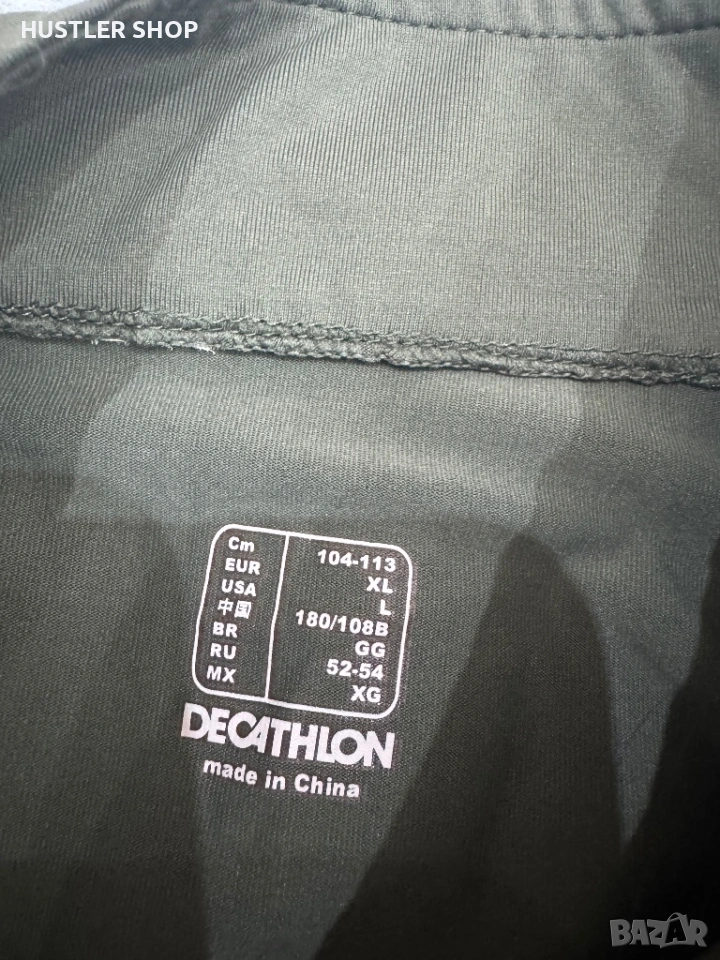 HUSTLER SHOP
Cm 104-113
EUR XL
USA L
中国 180/108B
BR GG
RU 52-54
MX XG
DECATHLON
made in China
BAZAR